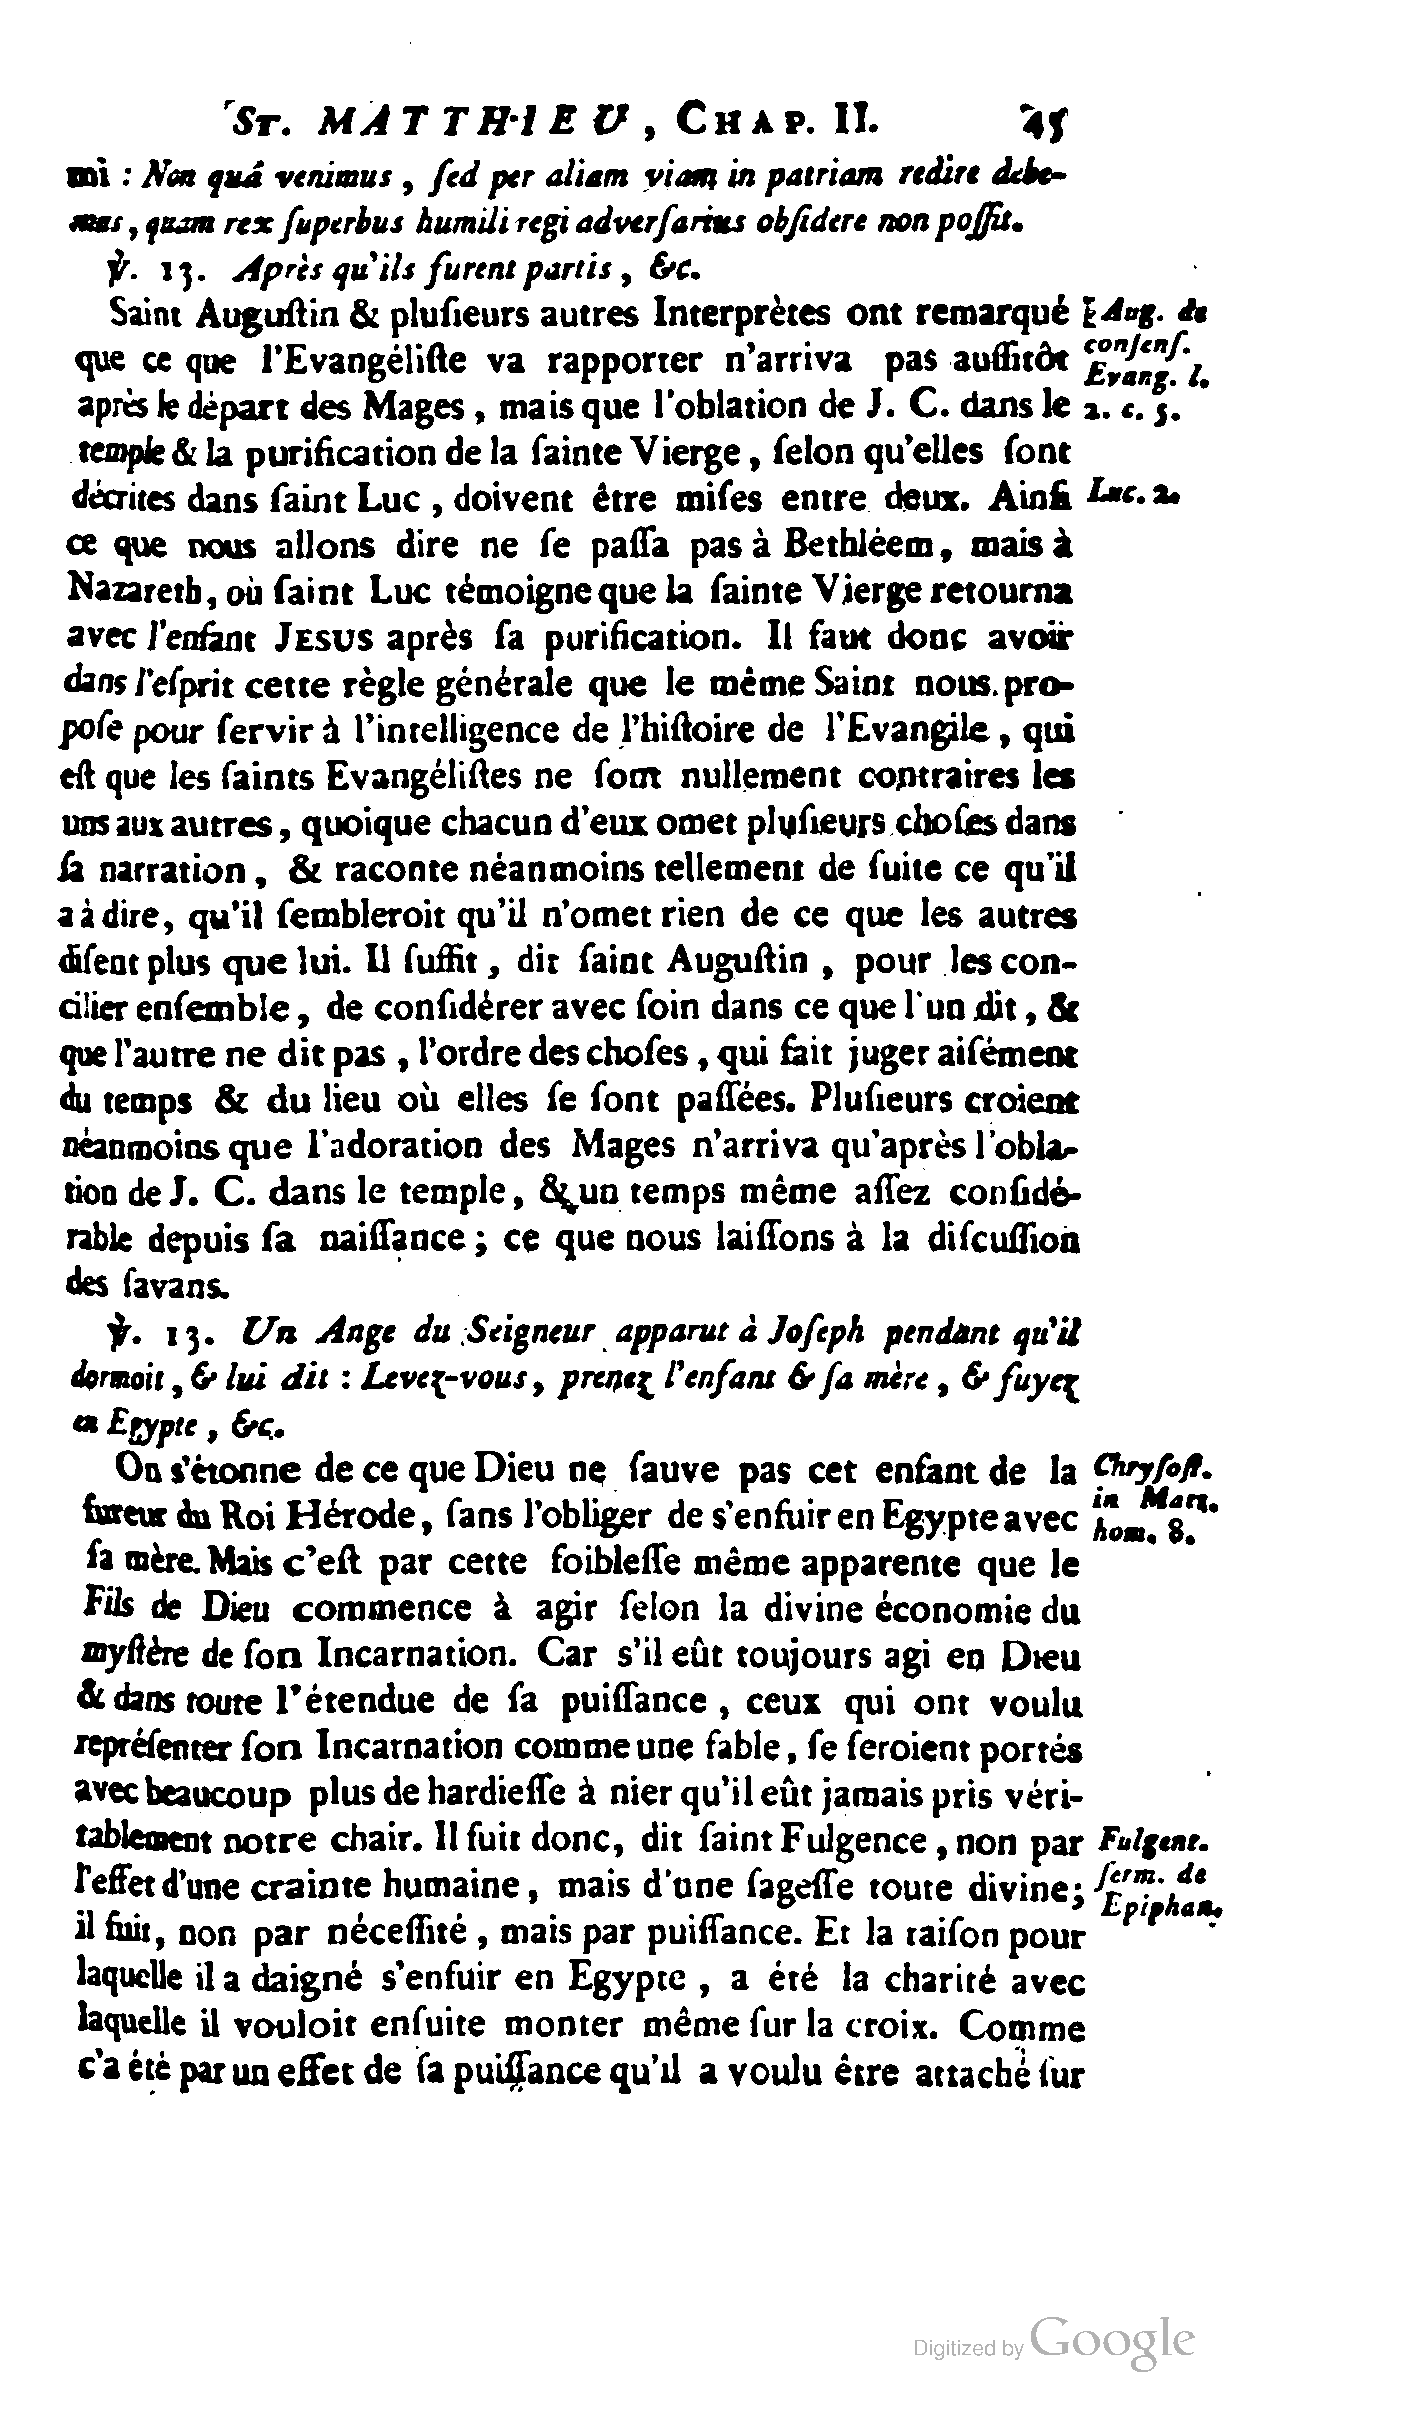 St. MATTHIEU, Chap. II. 45
mi : Non quâ venimus, ſed per aliam viam in patriam redire debe-
mus, quam rex ſuperbus humili regi adverſarius obſidere non poſſit.
℣. 13. Après qu'ils furent partis, &c.
Saint Auguſtin & pluſieurs autres Interprètes ont remarqué
Aug. de
que ce que l'Evangéliſte va rapporter n'arriva pas auſſitôt
conſenſ.
Evang. l.
après le départ des Mages, mais que l'oblation de J. C. dans le
2. c. 5.
temple & la purification de la ſainte Vierge, ſelon qu'elles ſont
décrites dans ſaint Luc, doivent être miſes entre deux. Ainſi
Luc. 2.
ce que nous allons dire ne ſe paſſa pas à Bethléem, mais à
Nazareth, où ſaint Luc témoigne que la ſainte Vierge retourna
avec l'enfant JESUS après ſa purification. Il faut donc avoir
dans l'eſprit cette règle générale que le même Saint nous pro-
poſe pour ſervir à l'intelligence de l'hiſtoire de l'Evangile, qui
eſt que les ſaints Evangéliſtes ne ſont nullement contraires les
uns aux autres, quoique chacun d'eux omet pluſieurs choſes dans
ſa narration, & raconte néanmoins tellement de ſuite ce qu'il
a à dire, qu'il ſembleroit qu'il n'omet rien de ce que les autres
diſent plus que lui. Il ſuffit, dit ſaint Auguſtin, pour les con-
cilier enſemble, de conſidérer avec ſoin dans ce que l'un dit, &
que l'autre ne dit pas, l'ordre des choſes, qui fait juger aiſément
du temps & du lieu où elles ſe ſont paſſées. Pluſieurs croient
néanmoins que l'adoration des Mages n'arriva qu'après l'obla-
tion de J. C. dans le temple, & un temps même aſſez conſidé-
rable depuis ſa naiſſance ; ce que nous laiſſons à la diſcuſſion
des ſavans.
℣. 13. Un Ange du Seigneur apparut à Joſeph pendant qu'il
dormoit, & lui dit : Levez-vous, prenez l'enfant & ſa mère, & fuyez
en Egypte, &c.
On s'étonne de ce que Dieu ne ſauve pas cet enfant de la
Chryſoſt.
in Matt.
fureur du Roi Hérode, ſans l'obliger de s'enfuir en Egypte avec
hom. 8.
ſa mère. Mais c'eſt par cette foibleſſe même apparente que le
Fils de Dieu commence à agir ſelon la divine économie du
myſtère de ſon Incarnation. Car s'il eût toujours agi en Dieu
& dans toute l'étendue de ſa puiſſance, ceux qui ont voulu
repréſenter ſon Incarnation comme une fable, ſe ſeroient portés
avec beaucoup plus de hardieſſe à nier qu'il eût jamais pris véri-
tablement notre chair. Il fuit donc, dit ſaint Fulgence, non par
Fulgent.
l'effet d'une crainte humaine, mais d'une ſageſſe toute divine ;
ſerm. de
Epiphan.
il fuit, non par néceſſité, mais par puiſſance. Et la raiſon pour
laquelle il a daigné s'enfuir en Egypte, a été la charité avec
laquelle il vouloit enſuite monter même ſur la croix. Comme
c'a été par un effet de ſa puiſſance qu'il a voulu être attaché ſur
Digitized by Google